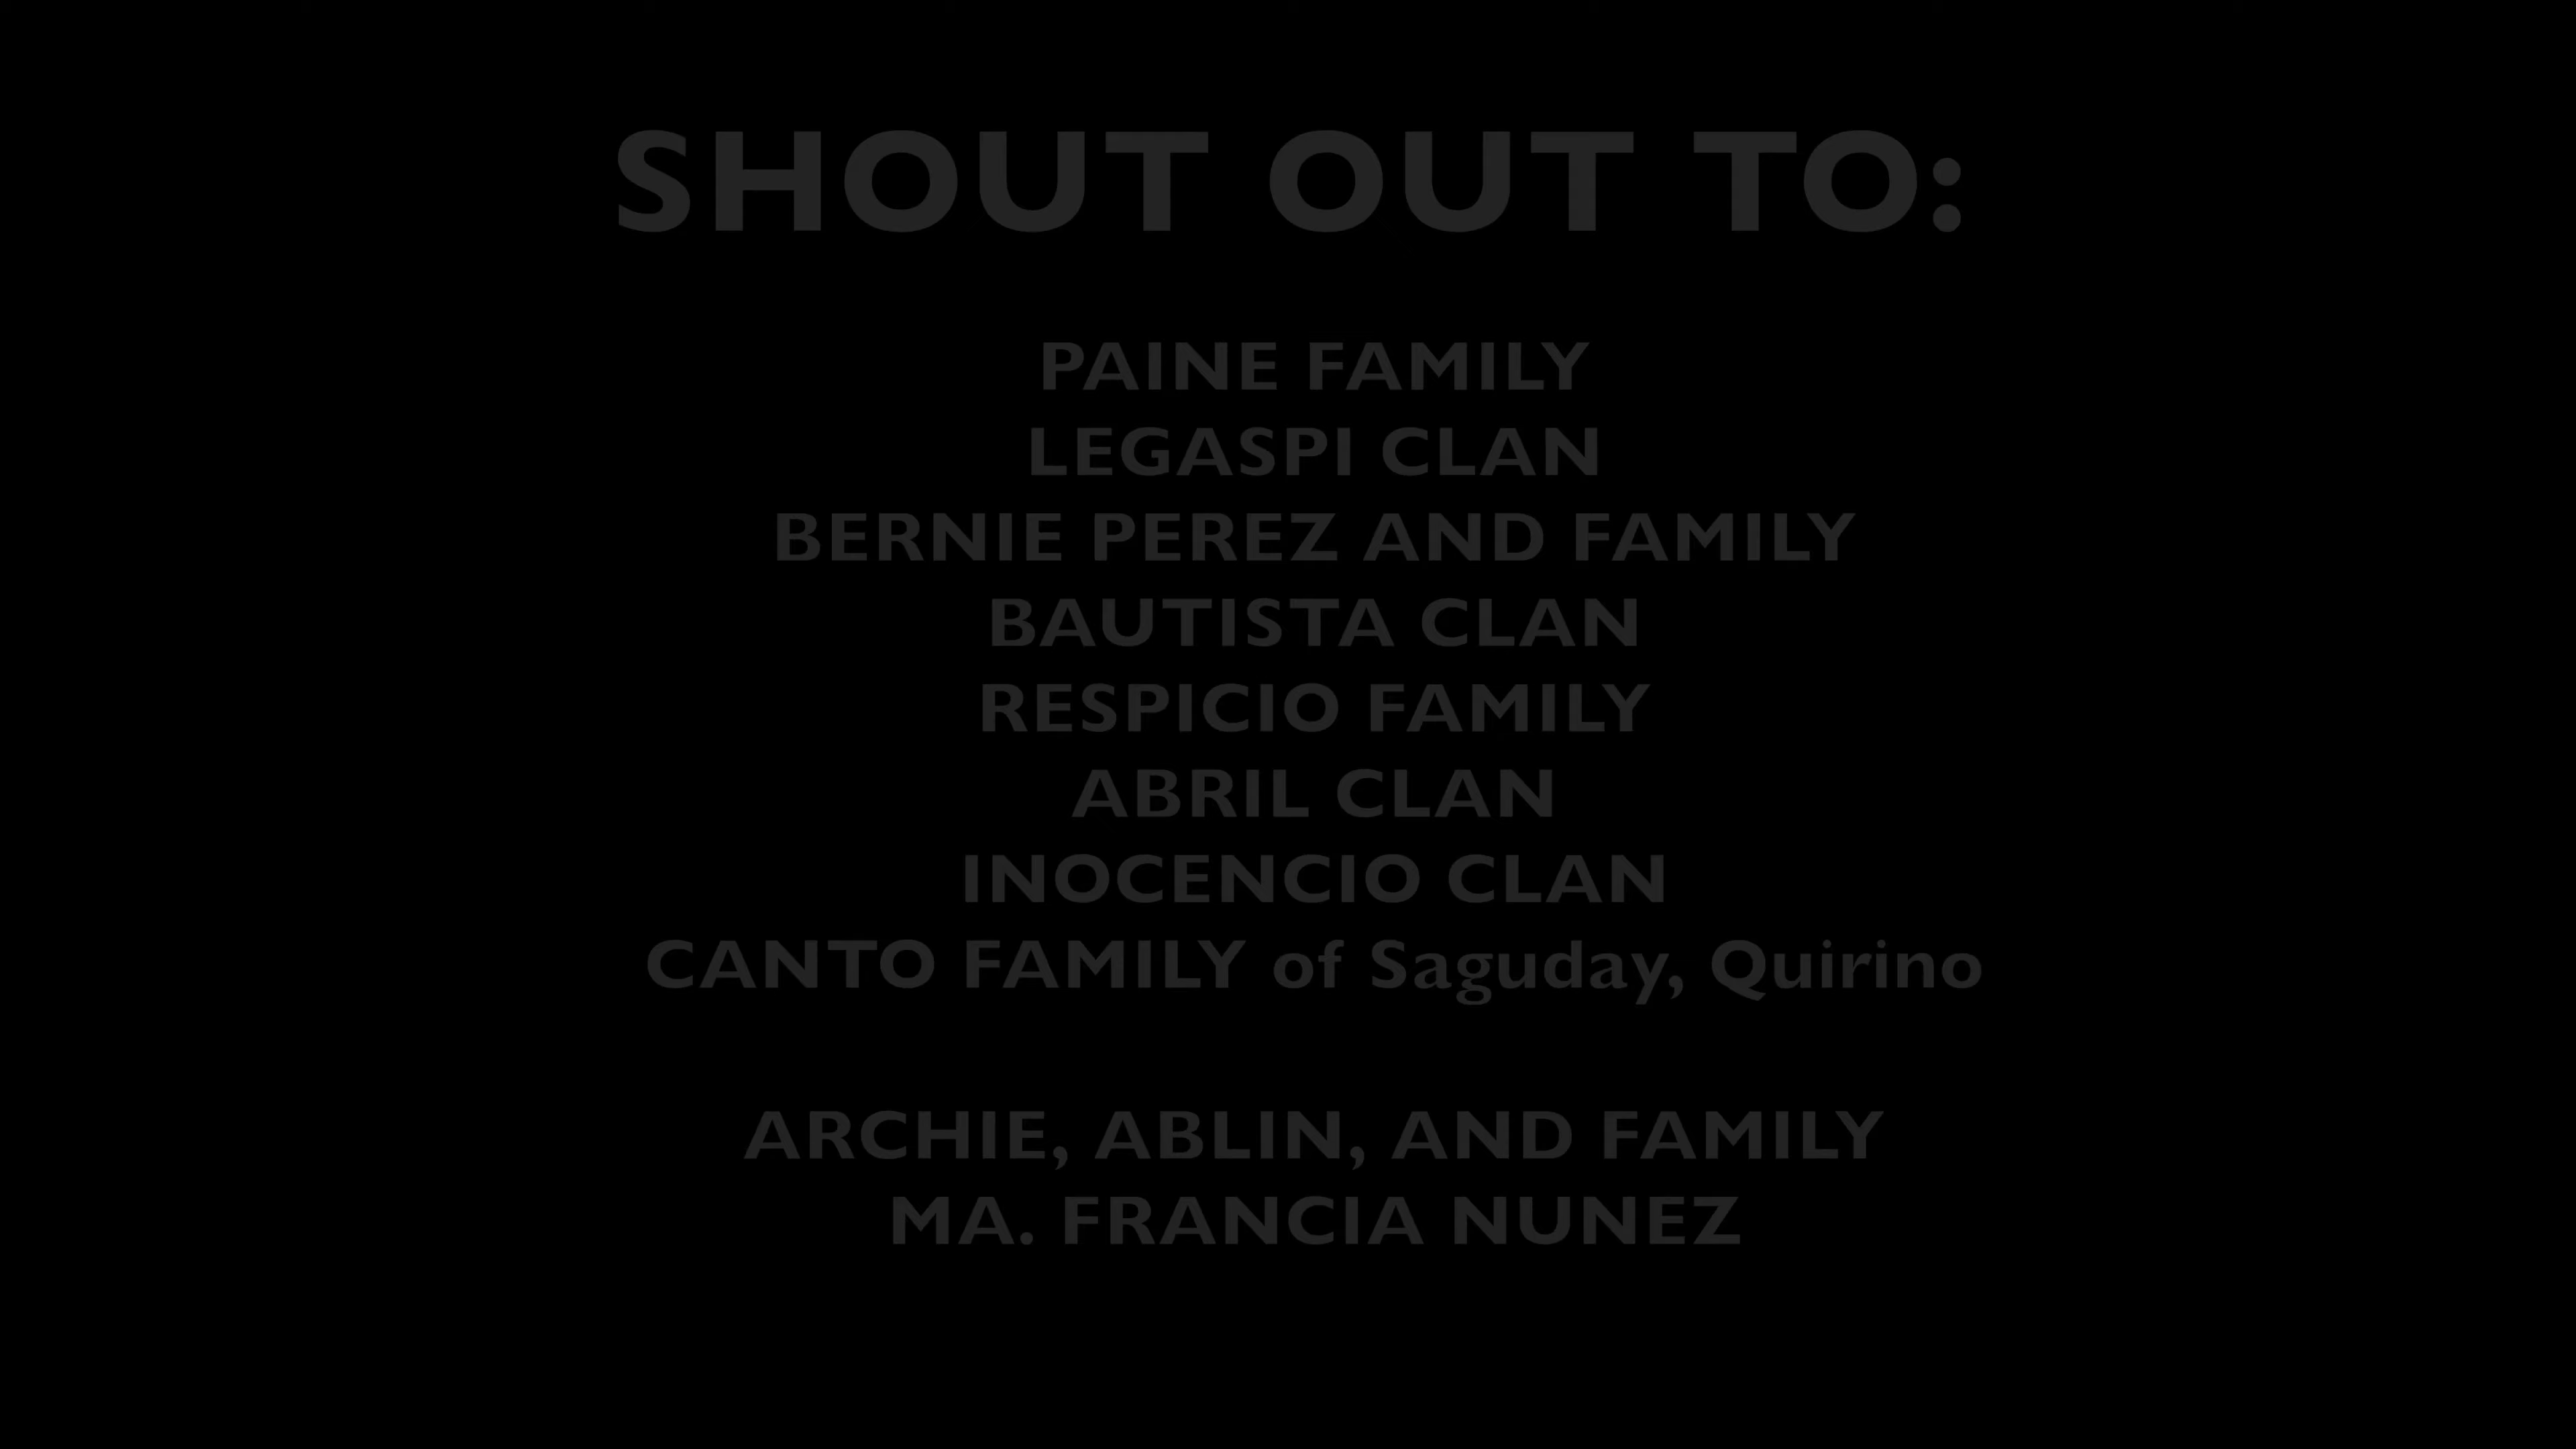 SHOUT OUT TO:
PAINE FAMILY
LEGASPI CLAN
BERNIE PEREZ AND FAMILY
BAUTISTA CLAN
RESPICIO FAMILY
ABRIL CLAN
INOCENCIO CLAN
CANTO FAMILY of Saguday, Quirino
ARCHIE, ABLIN, AND FAMILY
MA. FRANCIA NUNEZ